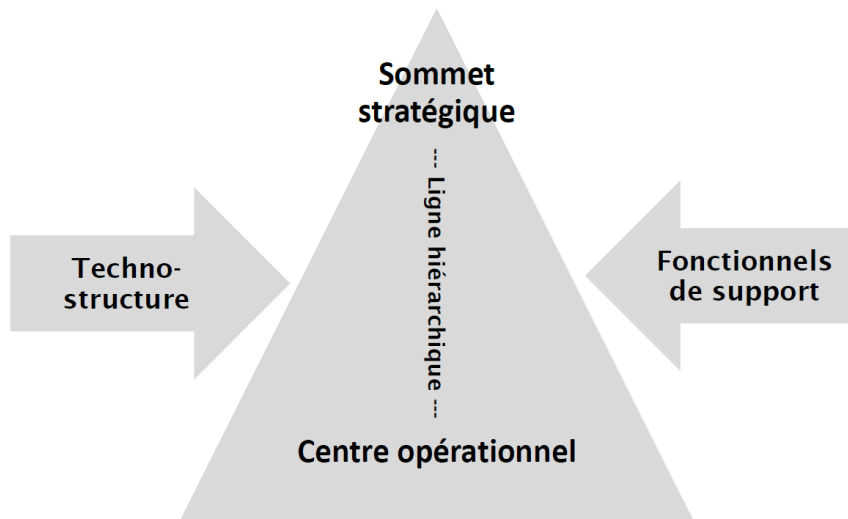 Sommet
stratégique
--- Ligne hiérarchique ---
Techno-
structure
Fonctionnels
de support
Centre opérationnel